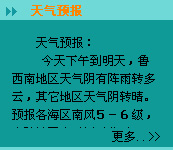 天气预报
天气预报：
今天下午到明天，鲁
西南地区天气阴有阵雨转多
云，其它地区天气阴转晴。
预报各海区南风５－６级，
更多...>>